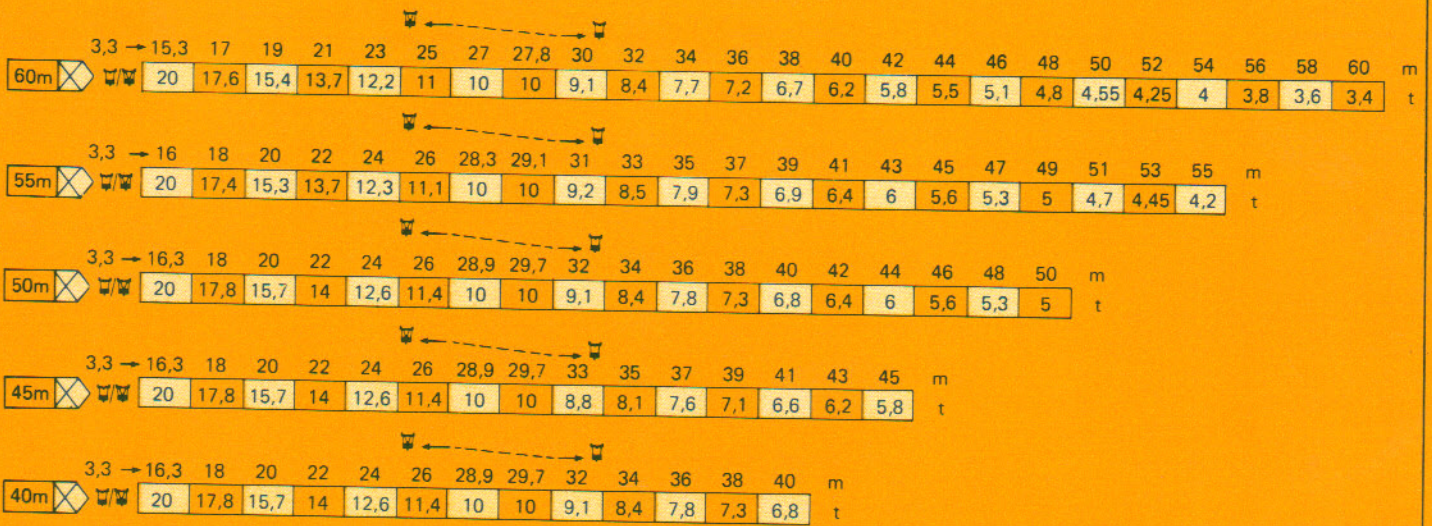 3,3 → 15,3 17 19 21 23 25 27 27,8 30 32 34 36 38 40 42 44 46 48 50 52 54 56 58 60 m
60m 20 17,6 15,4 13,7 12,2 11 10 10 9,1 8,4 7,7 7,2 6,7 6,2 5,8 5,5 5,1 4,8 4,55 4,25 4 3,8 3,6 3,4 t
3,3 → 16 18 20 22 24 26 28,3 29,1 31 33 35 37 39 41 43 45 47 49 51 53 55 m
55m 20 17,4 15,3 13,7 12,3 11,1 10 10 9,2 8,5 7,9 7,3 6,9 6,4 6 5,6 5,3 5 4,7 4,45 4,2 t
3,3 → 16,3 18 20 22 24 26 28,9 29,7 32 34 36 38 40 42 44 46 48 50 m
50m 20 17,8 15,7 14 12,6 11,4 10 10 9,1 8,4 7,8 7,3 6,8 6,4 6 5,6 5,3 5 t
3,3 → 16,3 18 20 22 24 26 28,9 29,7 33 35 37 39 41 43 45 m
45m 20 17,8 15,7 14 12,6 11,4 10 10 8,8 8,1 7,6 7,1 6,6 6,2 5,8 t
3,3 → 16,3 18 20 22 24 26 28,9 29,7 32 34 36 38 40 m
40m 20 17,8 15,7 14 12,6 11,4 10 10 9,1 8,4 7,8 7,3 6,8 t